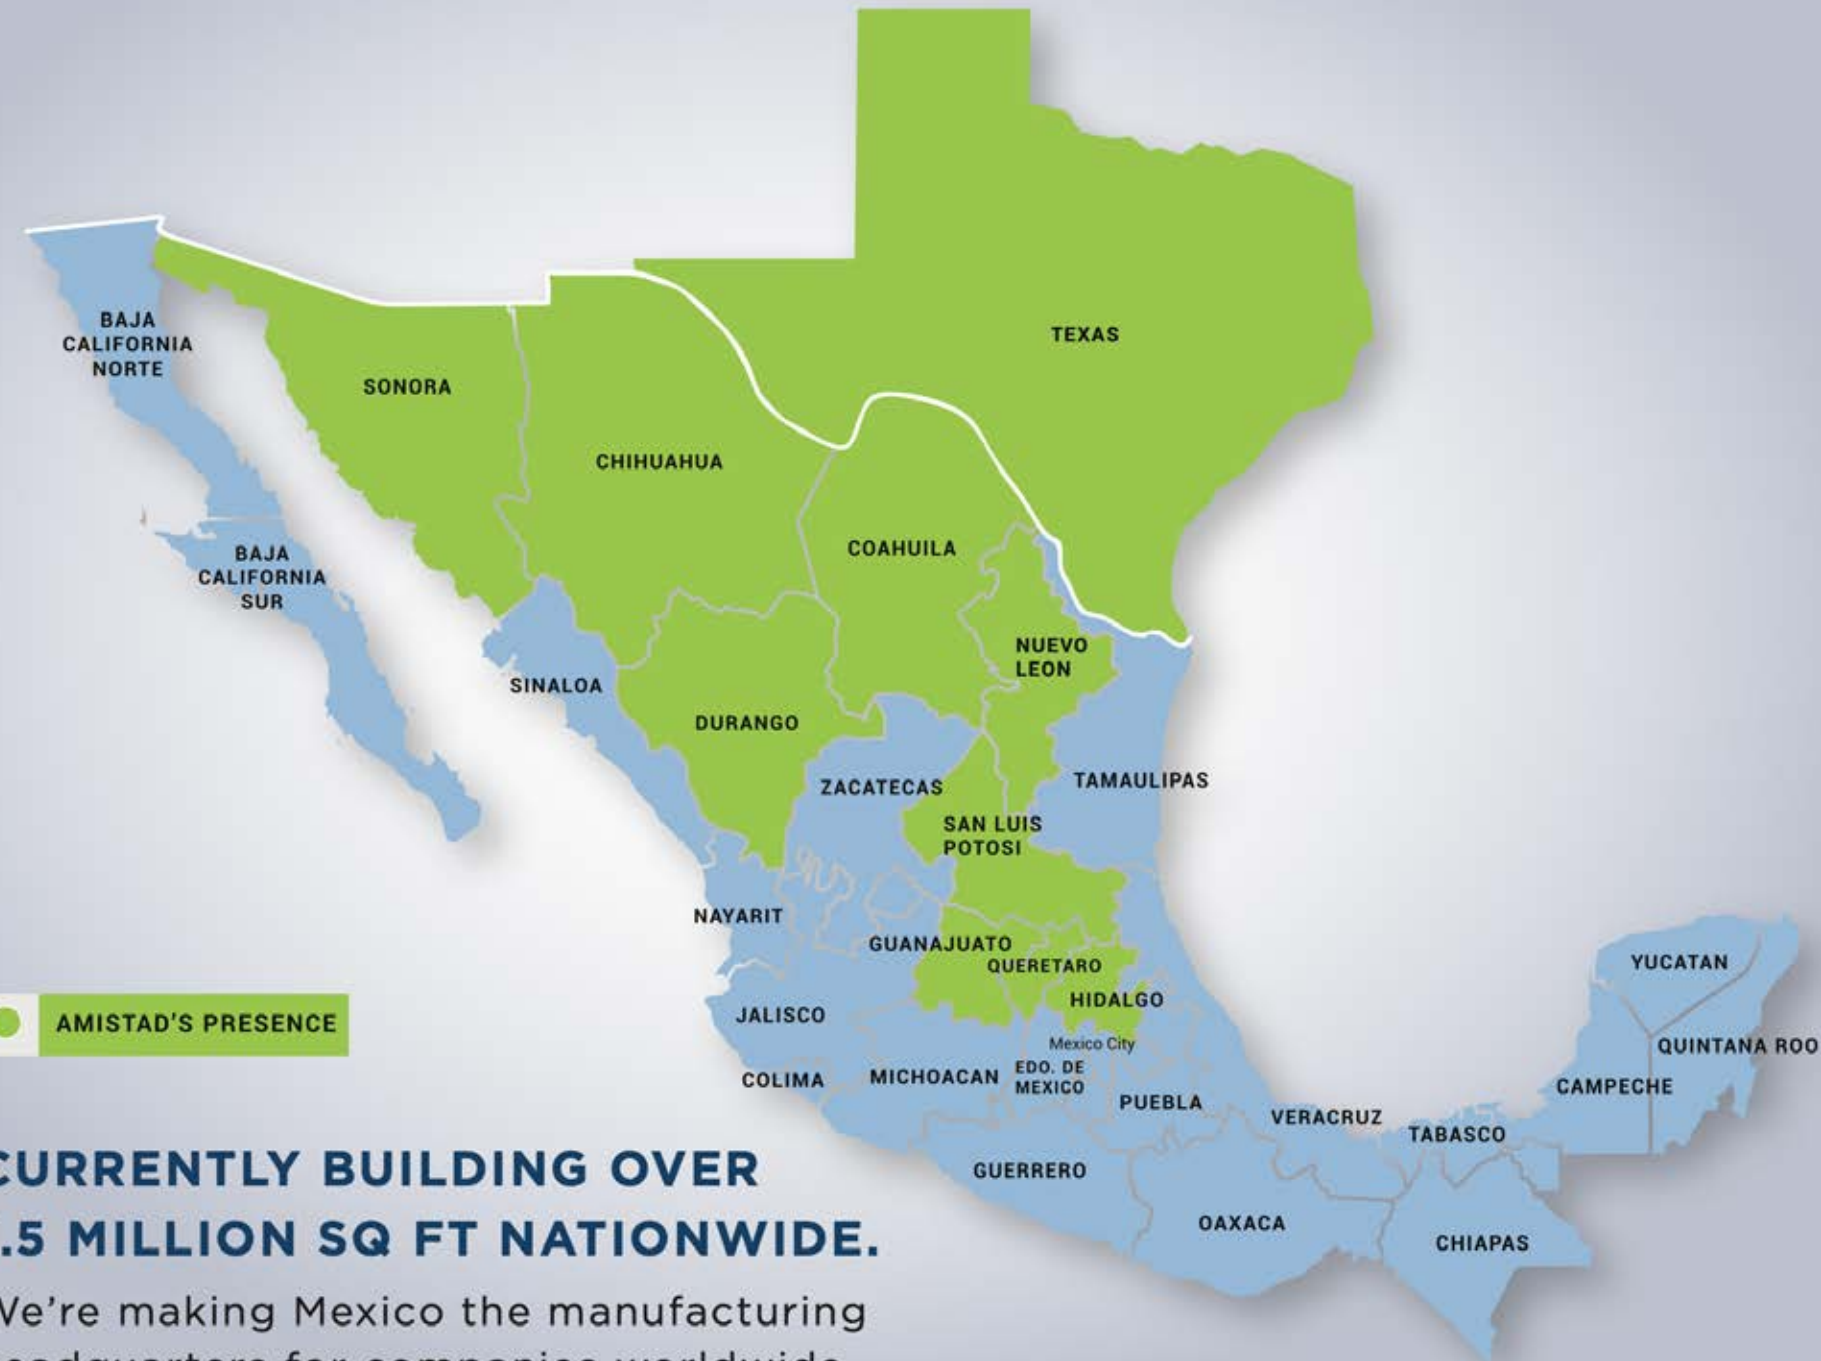 TEXAS
BAJA
CALIFORNIA
NORTE
SONORA
CHIHUAHUA
COAHUILA
BAJA
CALIFORNIA
SUR
NUEVO
LEON
SINALOA
DURANGO
ZACATECAS
TAMAULIPAS
SAN LUIS
POTOSI
NAYARIT
GUANAJUATO
QUERETARO
HIDALGO
YUCATAN
JALISCO
AMISTAD'S PRESENCE
Mexico City
QUINTANA ROO
COLIMA
MICHOACAN
EDO. DE
MEXICO
CAMPECHE
PUEBLA
VERACRUZ
TABASCO
GUERRERO
OAXACA
CHIAPAS
CURRENTLY BUILDING OVER
.5 MILLION SQ FT NATIONWIDE.
We're making Mexico the manufacturing
for companies worldwide